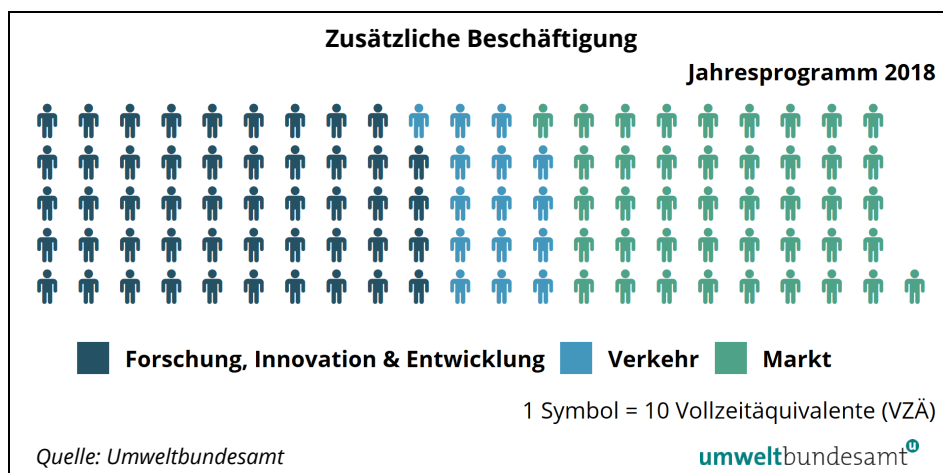 Zusätzliche Beschäftigung
Jahresprogramm 2018
Forschung, Innovation & Entwicklung Verkehr Markt
1 Symbol = 10 Vollzeitäquivalente (VZÄ)
Quelle: Umweltbundesamt
umweltbundesamt u